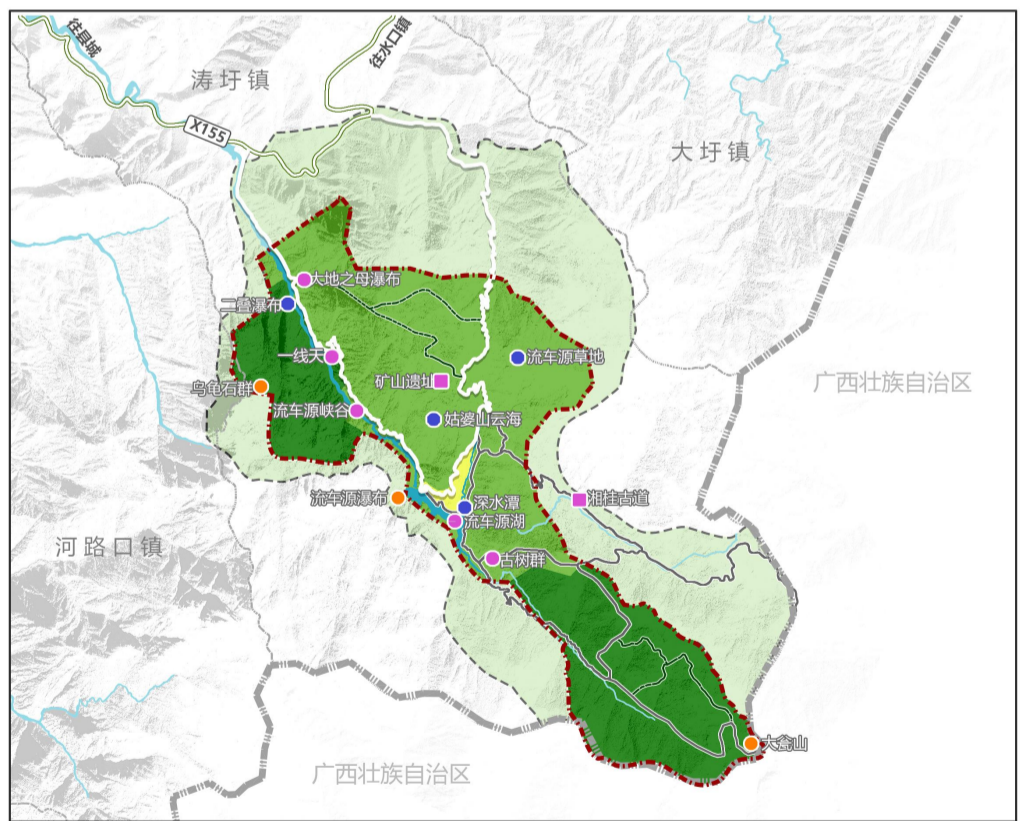 往县城
往水口镇
涛圩镇
X155
大圩镇
大地之母瀑布
二叠瀑布
一线天
流车源草地
矿山遗址
广西壮族自治区
乌龟石群
流车源峡谷
姑婆山云海
流车源瀑布
深水潭
湘桂古道
流车源湖
河路口镇
古树群
大瓮山
广西壮族自治区